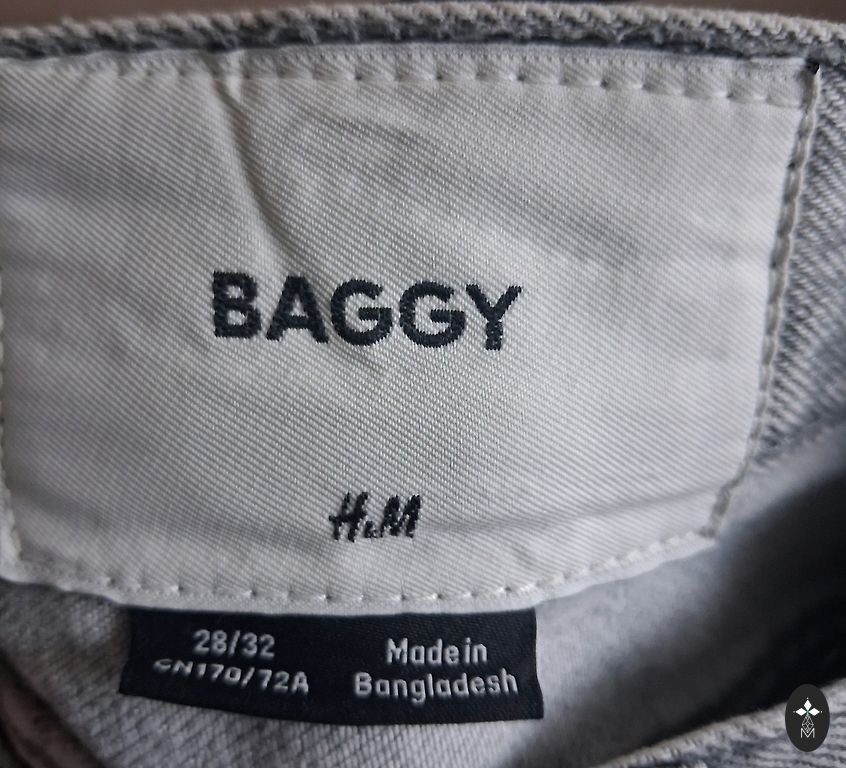 BAGGY
H&M
28/32
CN170/72A
Made in
Bangladesh
M